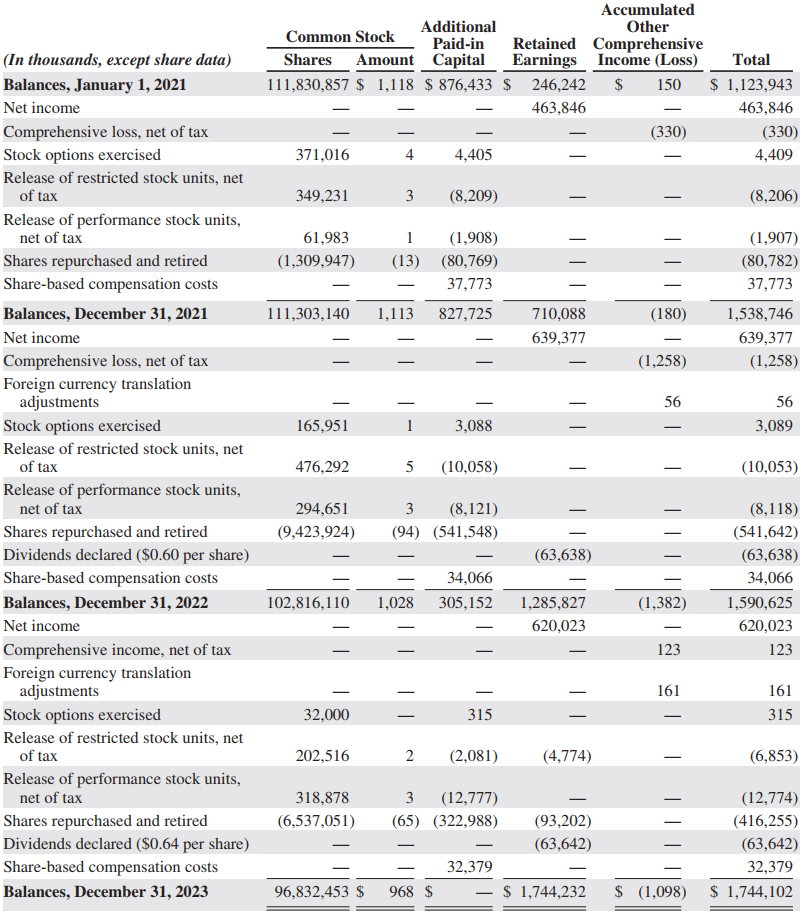 Accumulated
Additional Other
Common Stock Paid-in Retained Comprehensive
(In thousands, except share data) Shares Amount Capital Earnings Income (Loss) Total
Balances, January 1, 2021 111,830,857 $ 1,118 $ 876,433 $ 246,242 $ 150 $ 1,123,943
Net income — — — 463,846 — 463,846
Comprehensive loss, net of tax — — — — (330) (330)
Stock options exercised 371,016 4 4,405 — — 4,409
Release of restricted stock units, net
of tax 349,231 3 (8,209) — — (8,206)
Release of performance stock units,
net of tax 61,983 1 (1,908) — — (1,907)
Shares repurchased and retired (1,309,947) (13) (80,769) — — (80,782)
Share-based compensation costs — — 37,773 — — 37,773
Balances, December 31, 2021 111,303,140 1,113 827,725 710,088 (180) 1,538,746
Net income — — — 639,377 — 639,377
Comprehensive loss, net of tax — — — — (1,258) (1,258)
Foreign currency translation
adjustments — — — — 56 56
Stock options exercised 165,951 1 3,088 — — 3,089
Release of restricted stock units, net
of tax 476,292 5 (10,058) — — (10,053)
Release of performance stock units,
net of tax 294,651 3 (8,121) — — (8,118)
Shares repurchased and retired (9,423,924) (94) (541,548) — — (541,642)
Dividends declared ($0.60 per share) — — — (63,638) — (63,638)
Share-based compensation costs — — 34,066 — — 34,066
Balances, December 31, 2022 102,816,110 1,028 305,152 1,285,827 (1,382) 1,590,625
Net income — — — 620,023 — 620,023
Comprehensive income, net of tax — — — — 123 123
Foreign currency translation
adjustments — — — — 161 161
Stock options exercised 32,000 — 315 — — 315
Release of restricted stock units, net
of tax 202,516 2 (2,081) (4,774) — (6,853)
Release of performance stock units,
net of tax 318,878 3 (12,777) — — (12,774)
Shares repurchased and retired (6,537,051) (65) (322,988) (93,202) — (416,255)
Dividends declared ($0.64 per share) — — — (63,642) — (63,642)
Share-based compensation costs — — 32,379 — — 32,379
Balances, December 31, 2023 96,832,453 $ 968 $ — $ 1,744,232 $ (1,098) $ 1,744,102